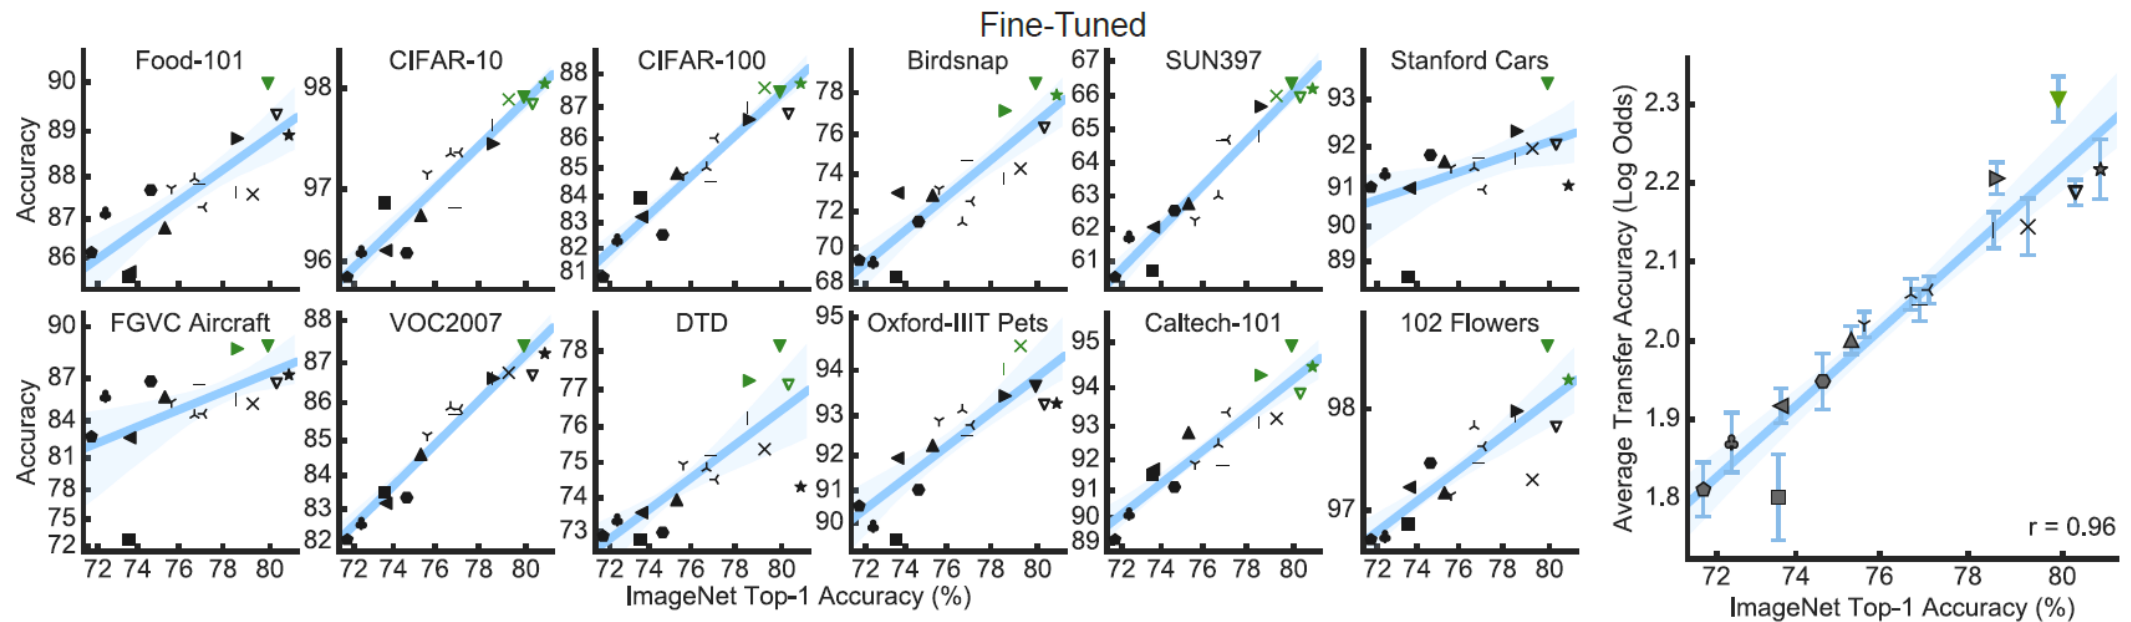 Fine-Tuned
Food-101
CIFAR-10
CIFAR-100
Birdsnap
SUN397
Stanford Cars
Accuracy
90
89
88
87
86
98
97
96
88
87
86
85
84
83
82
81
78
76
74
72
70
68
67
66
65
64
63
62
61
93
92
91
90
89
FGVC Aircraft
VOC2007
DTD
Oxford-IIIT Pets
Caltech-101
102 Flowers
Accuracy
90
87
84
81
78
75
72
88
87
86
85
84
83
82
78
77
76
75
74
73
95
94
93
92
91
90
95
94
93
92
91
90
89
98
97
72 74 76 78 80
72 74 76 78 80
72 74 76 78 80
72 74 76 78 80
72 74 76 78 80
72 74 76 78 80
ImageNet Top-1 Accuracy (%)
Average Transfer Accuracy (Log Odds)
2.3
2.2
2.1
2.0
1.9
1.8
r = 0.96
72 74 76 78 80
ImageNet Top-1 Accuracy (%)